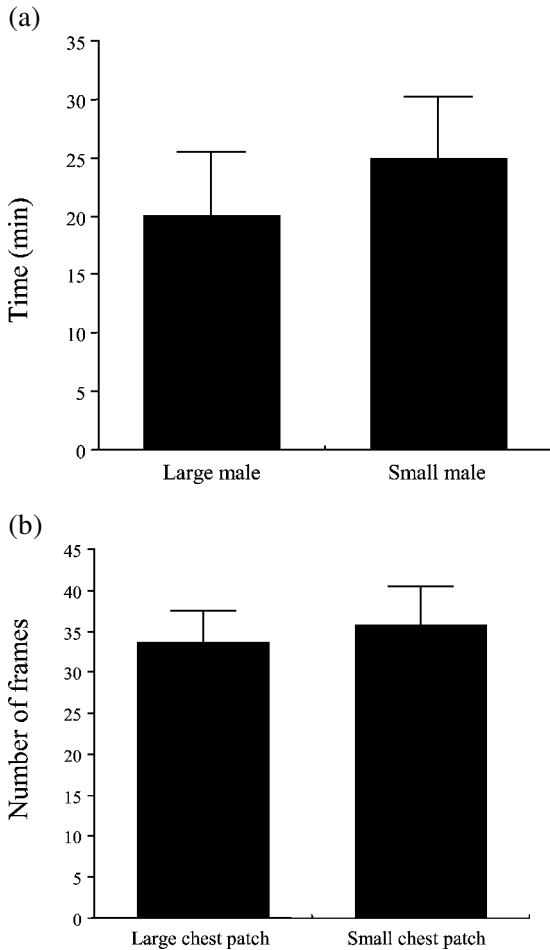 (a)
35
30
25
20
15
10
5
0
Time (min)
Large male
Small male
(b)
45
40
35
30
25
20
15
10
5
0
Number of frames
Large chest patch
Small chest patch